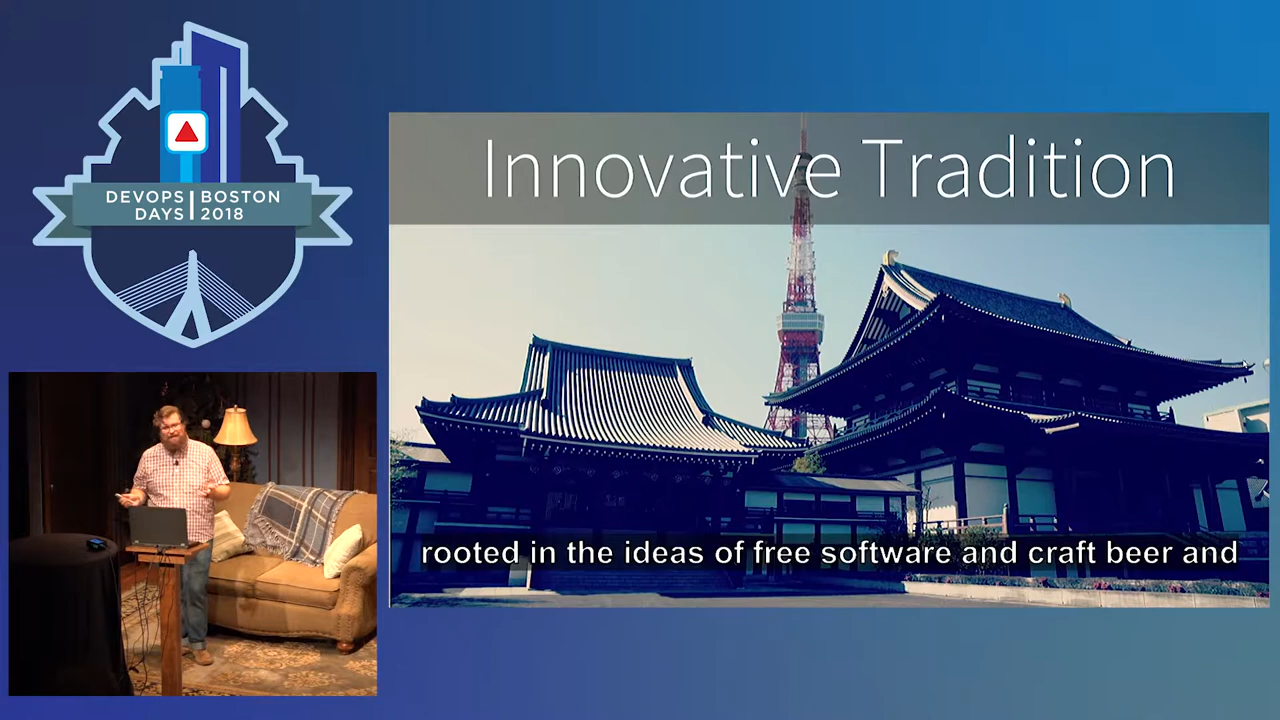 DEVOPS DAYS
BOSTON 2018
Innovative Tradition
rooted in the ideas of free software and craft beer and